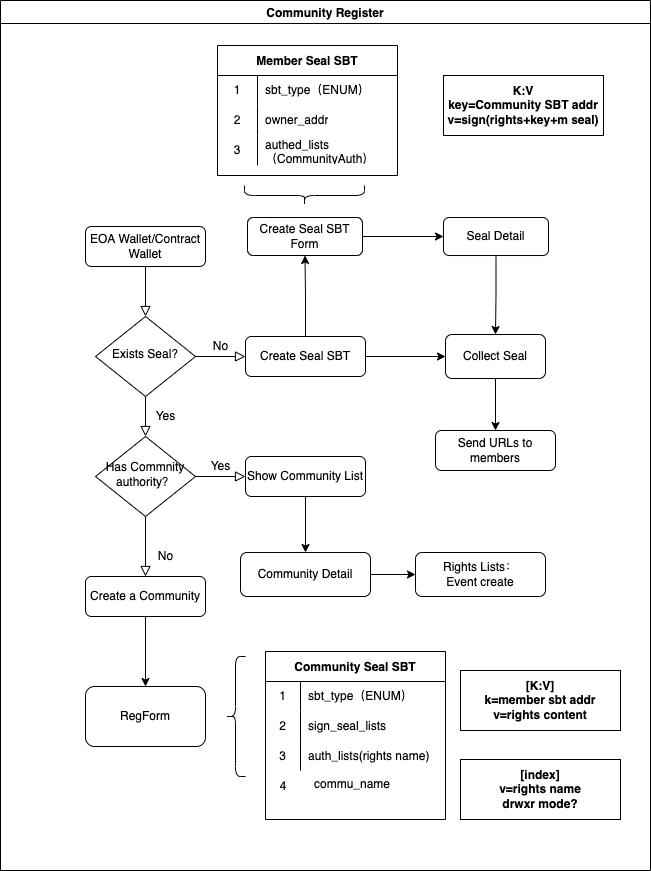 Community Register
Member Seal SBT
1 sbt_type（ENUM）
2 owner_addr
3 authed_lists
（CommunityAuth）
K:V
key=Community SBT addr
v=sign(rights+key+m seal)
EOA Wallet/Contract
Wallet
Create Seal SBT
Form
Seal Detail
Exists Seal?
No
Create Seal SBT
Collect Seal
Yes
Send URLs to
members
Has Commnity
authority?
Yes
Show Community List
No
Community Detail
Rights Lists：
Event create
Create a Community
RegForm
Community Seal SBT
1 sbt_type（ENUM）
2 sign_seal_lists
3 auth_lists(rights name)
4 commu_name
[K:V]
k=member sbt addr
v=rights content
[index]
v=rights name
drwxr mode?